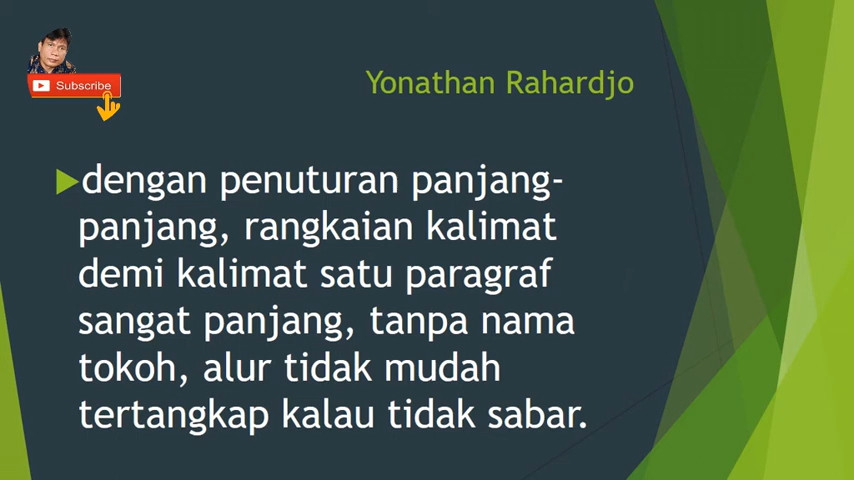 Subscribe
Yonathan Rahardjo
dengan penuturan panjang-
panjang, rangkaian kalimat
demi kalimat satu paragraf
sangat panjang, tanpa nama
tokoh, alur tidak mudah
tertangkap kalau tidak sabar.